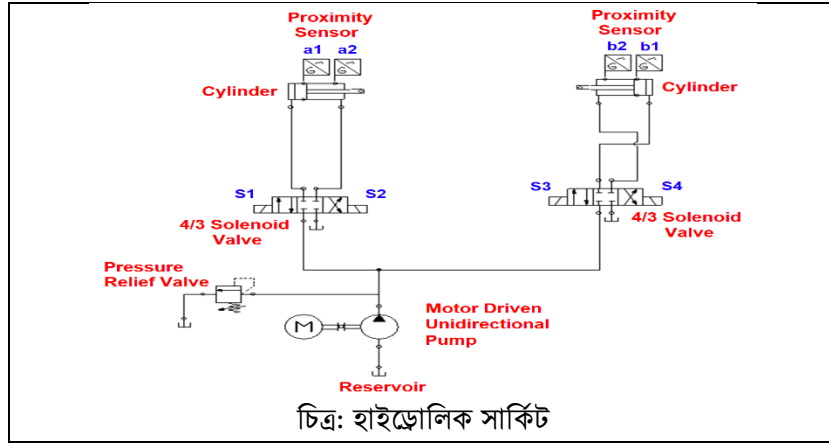 Proximity
Sensor
a1 a2
Proximity
Sensor
b2 b1
Cylinder
Cylinder
S1 S2
S3 S4
4/3 Solenoid
Valve
4/3 Solenoid
Valve
Pressure
Relief Valve
M
Motor Driven
Unidirectional
Pump
Reservoir
চিত্র: হাইড্রোলিক সার্কিট